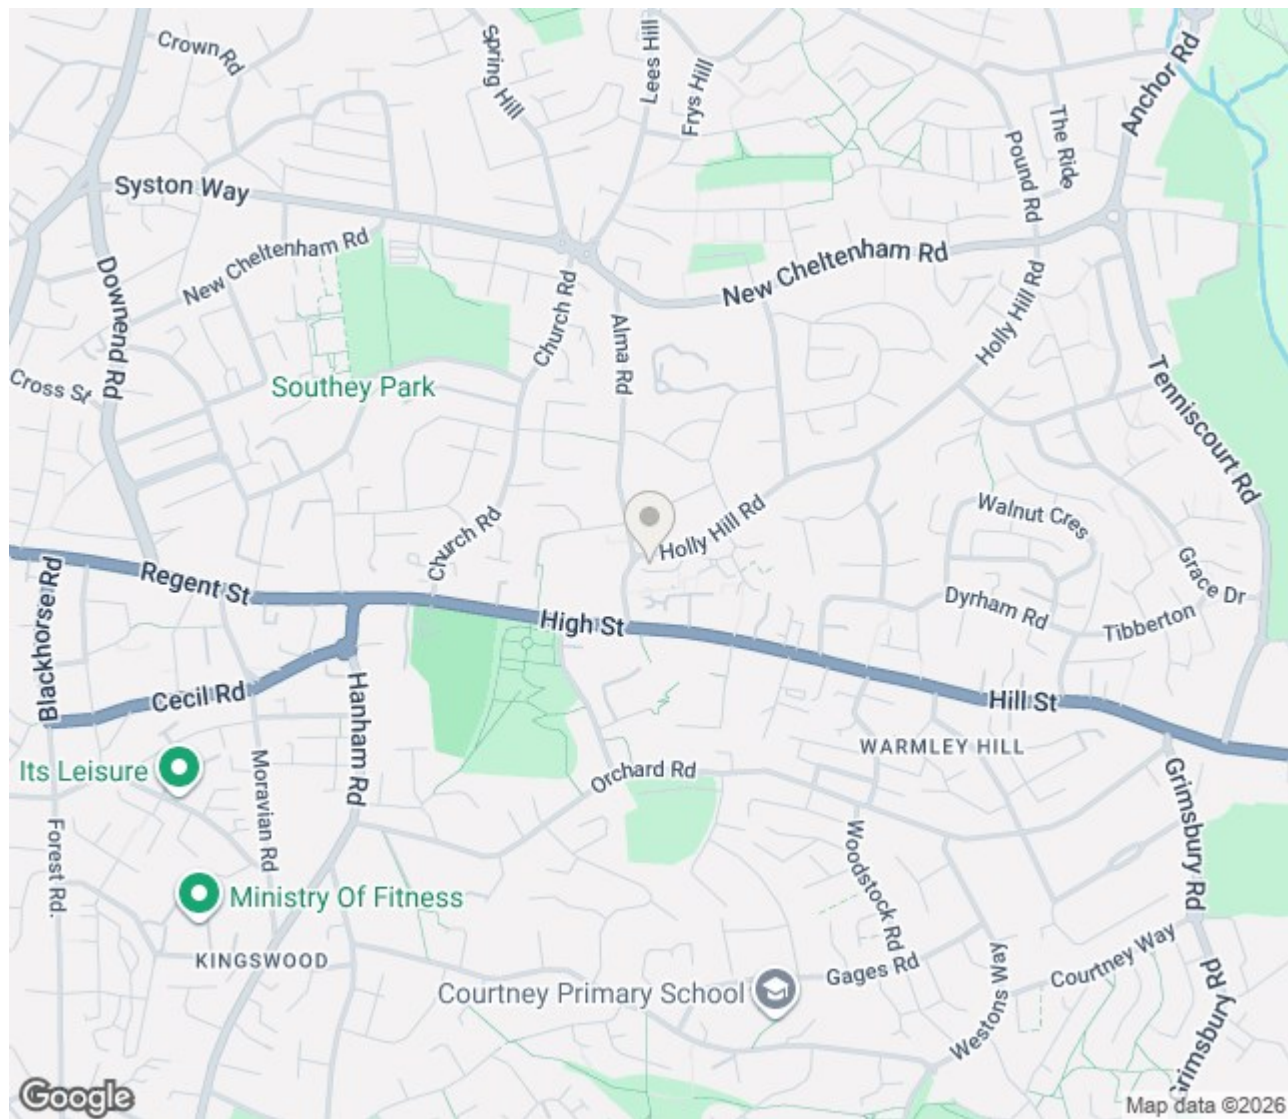 Crown Rd
Spring Hill
Lees Hill
Frys Hill
Anchor Rd
The Ride
Pound Rd
Syston Way
New Cheltenham Rd
New Cheltenham Rd
Downend Rd
Church Rd
Alma Rd
Holly Hill Rd
Cross St
Southey Park
Tenniscourt Rd
Walnut Cres
Church Rd
Holly Hill Rd
Grace Dr
Blackhorse Rd
Regent St
High St
Dyrham Rd
Tibberton
Cecil Rd
Hanham Rd
Hill St
WARMLEY HILL
Its Leisure
Moravian Rd
Orchard Rd
Grimsbury Rd
Forest Rd.
Woodstock Rd
Ministry Of Fitness
KINGSWOOD
Courtney Primary School
Gages Rd
Westons Way
Courtney Way
Grimsbury Rd
Google
Map data ©2026